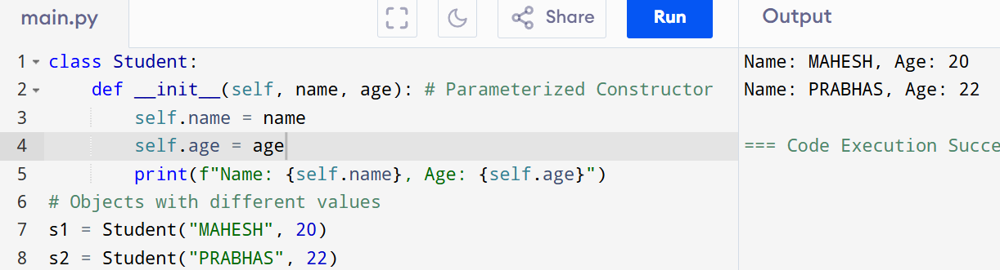 main.py Share Run Output
1 class Student:
2 def __init__(self, name, age): # Parameterized Constructor
3 self.name = name
4 self.age = age
5 print(f"Name: {self.name}, Age: {self.age}")
6 # Objects with different values
7 s1 = Student("MAHESH", 20)
8 s2 = Student("PRABHAS", 22)
Name: MAHESH, Age: 20
Name: PRABHAS, Age: 22
=== Code Execution Succe